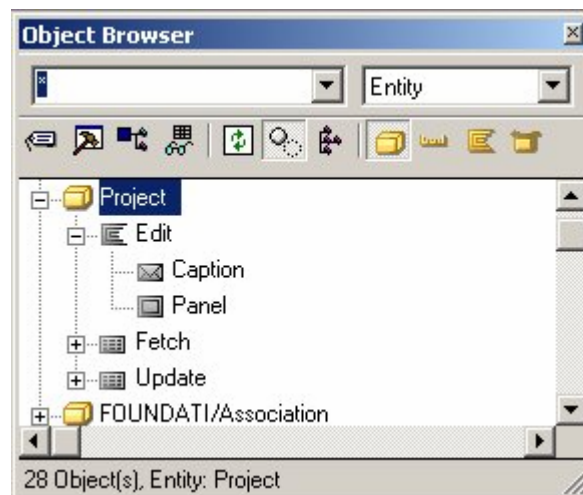 Object Browser
*
Entity
Project
Edit
Caption
Panel
Fetch
Update
FOUNDATI/Association
28 Object(s), Entity: Project